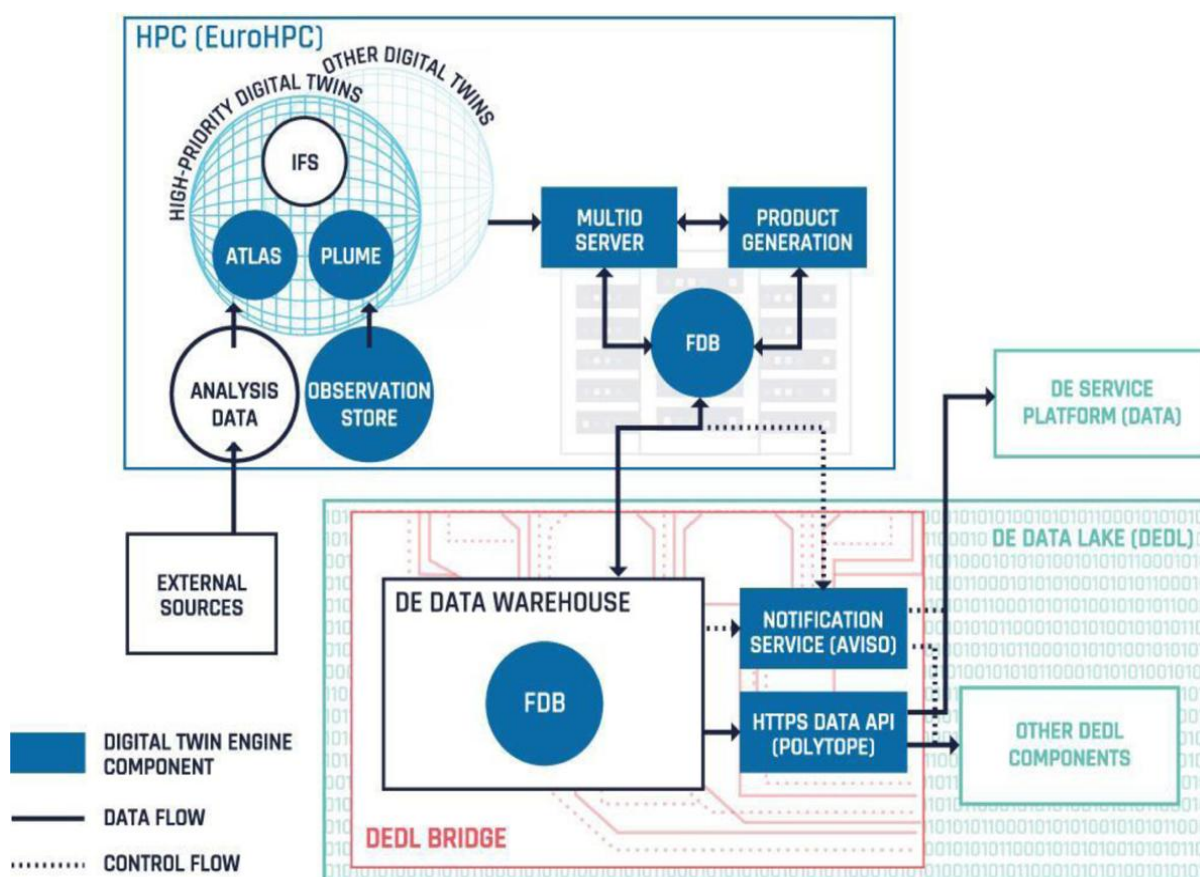 HPC (EuroHPC)
OTHER DIGITAL TWINS
HIGH-PRIORITY DIGITAL TWINS
IFS
ATLAS
PLUME
MULTIO
SERVER
PRODUCT
GENERATION
FDB
ANALYSIS
DATA
OBSERVATION
STORE
DE SERVICE
PLATFORM (DATA)
EXTERNAL
SOURCES
DE DATA LAKE (DEDL)
DE DATA WAREHOUSE
FDB
NOTIFICATION
SERVICE (AVISO)
HTTPS DATA API
(POLYTOPE)
OTHER DEDL
COMPONENTS
DEDL BRIDGE
DIGITAL TWIN ENGINE
COMPONENT
DATA FLOW
CONTROL FLOW